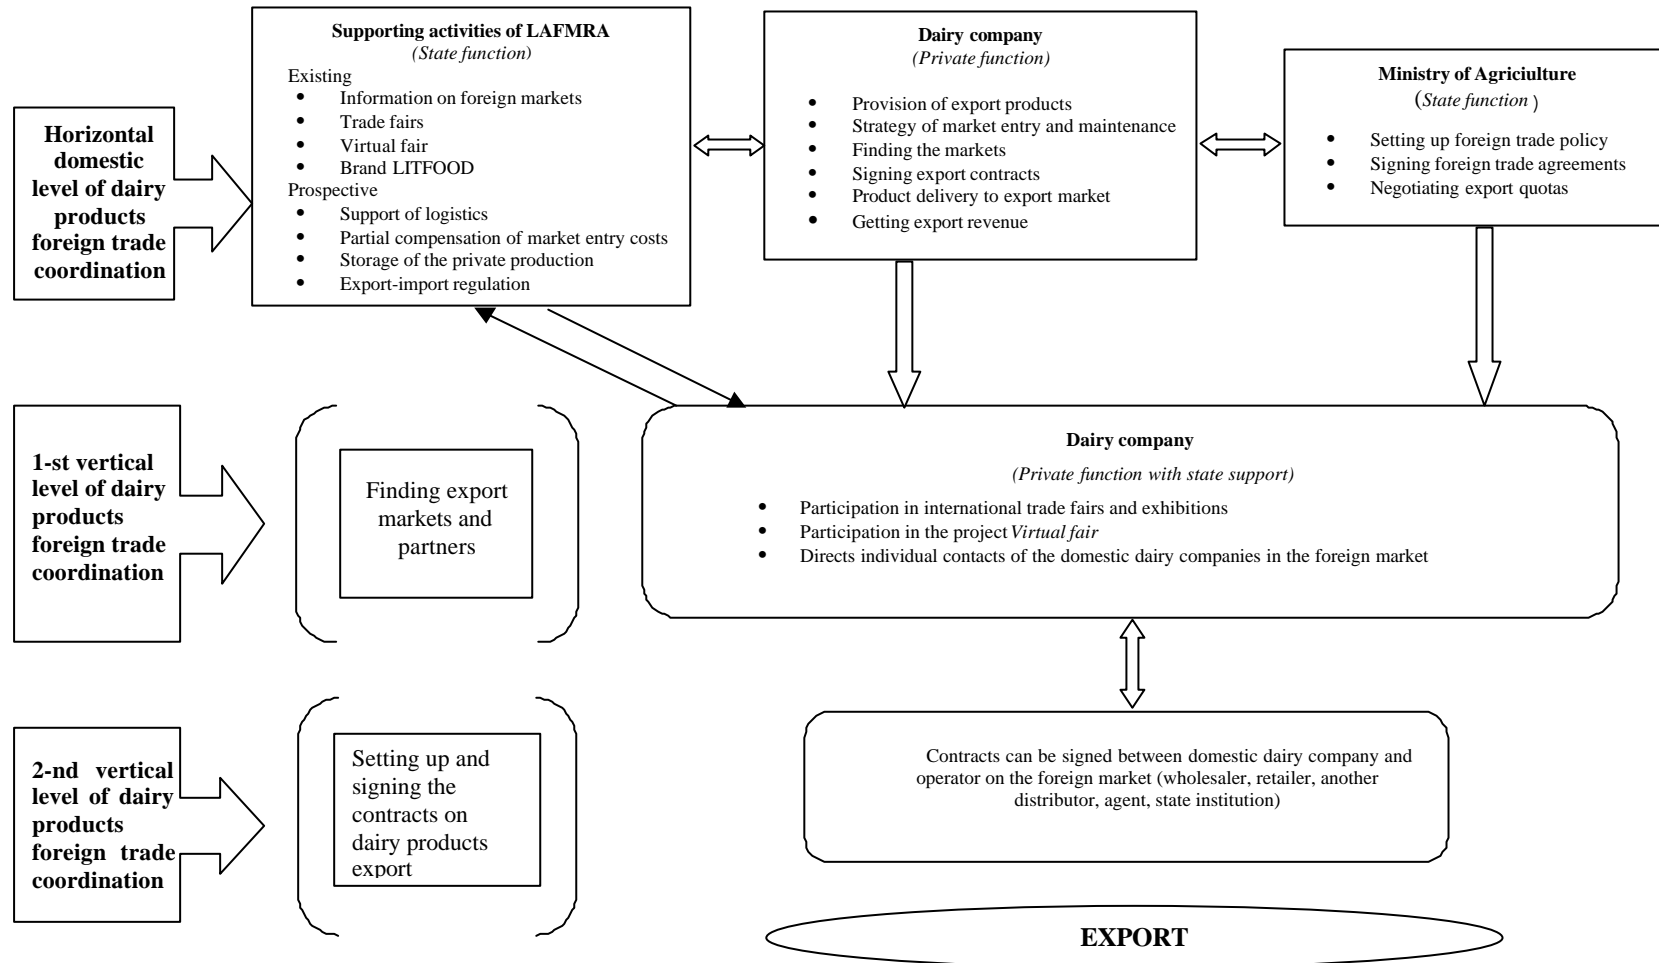 Horizontal
domestic
level of dairy
products
foreign trade
coordination
Supporting activities of LAFMRA
(State function)
Existing
• Information on foreign markets
• Trade fairs
• Virtual fair
• Brand LITFOOD
Prospective
• Support of logistics
• Partial compensation of market entry costs
• Storage of the private production
• Export-import regulation
Dairy company
(Private function)
• Provision of export products
• Strategy of market entry and maintenance
• Finding the markets
• Signing export contracts
• Product delivery to export market
• Getting export revenue
Ministry of Agriciulture
(State function)
• Setting up foreign trade policy
• Signing foreign trade agreements
• Negotiating export quotas
1-st vertical
level of dairy
products
foreign trade
coordination
Finding export
markets and
partners
Dairy company
(Private function with state support)
• Participation in international trade fairs and exhibitions
• Participation in the project Virtual fair
• Directs individual contacts of the domestic dairy companies in the foreign market
2-nd vertical
level of dairy
products
foreign trade
coordination
Setting up and
signing the
contracts on
dairy products
export
Contracts can be signed between domestic dairy company and
operator on the foreign market (wholesaler, retailer, another
distributor, agent, state institution)
EXPORT